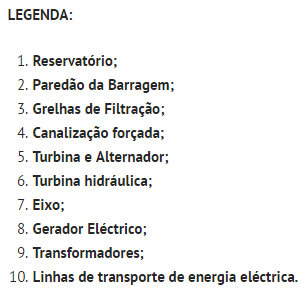 LEGENDA:
1. Reservatório;
2. Paredão da Barragem;
3. Grelhas de Filtração;
4. Canalização forçada;
5. Turbina e Alternador;
6. Turbina hidráulica;
7. Eixo;
8. Gerador Eléctrico;
9. Transformadores;
10. Linhas de transporte de energia eléctrica.